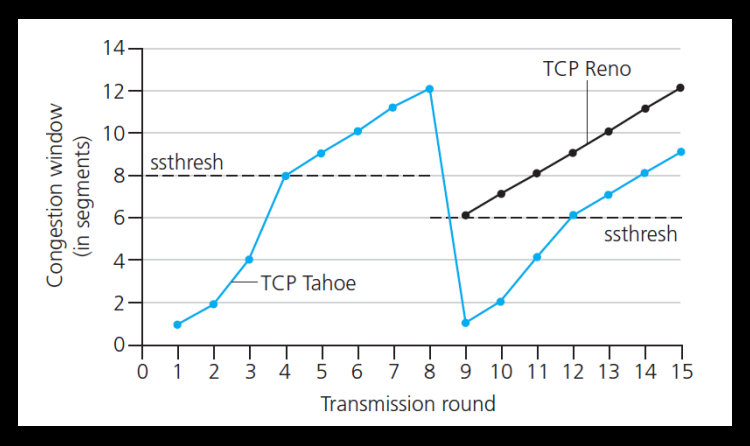 14
TCP Reno
12
10
ssthresh
8
6
ssthresh
4
TCP Tahoe
2
0
0 1 2 3 4 5 6 7 8 9 10 11 12 13 14 15
Transmission round
Congestion window
(in segments)